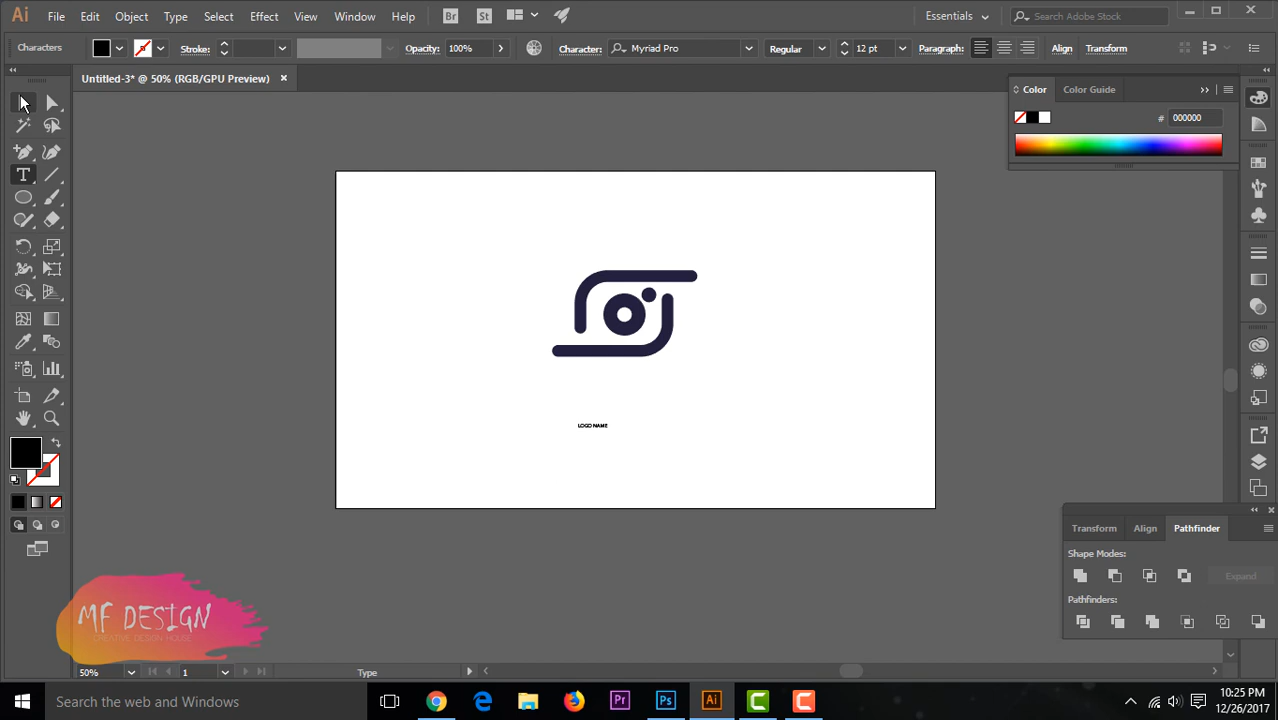 Ai File Edit Object Type Select Effect View Window Help Br St Essentials Search Adobe Stock
Characters Stroke: Opacity: 100% Character: Myriad Pro Regular 12 pt Paragraph: Align Transform
Untitled-3* @ 50% (RGB/GPU Preview)
Color Color Guide
# 000000
T
LOGO NAME
Transform Align Pathfinder
Shape Modes:
Expand
Pathfinders:
MF DESIGN
CREATIVE DESIGN HOUSE
50% 1 Type
Search the web and Windows
Pr Ps Ai
10:25 PM
12/26/2017